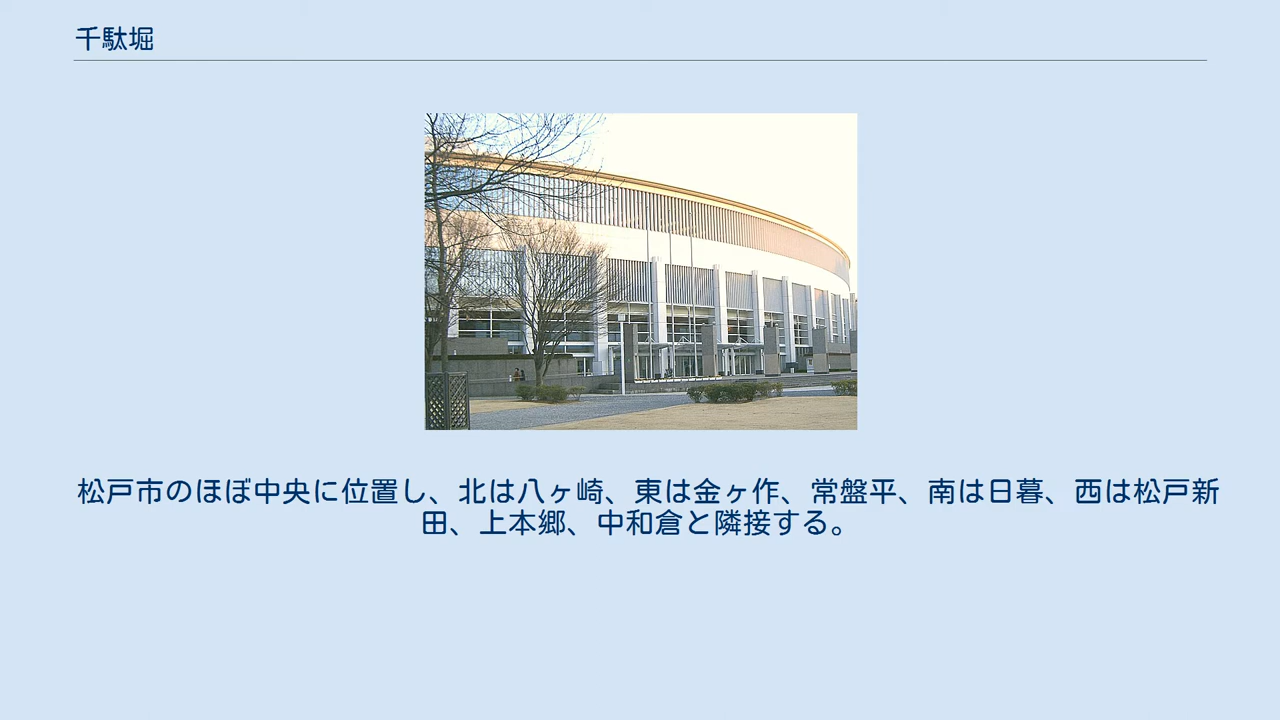 千駄堀
松戸市のほぼ中央に位置し、北は八ヶ崎、東は金ヶ作、常盤平、南は日暮、西は松戸新
田、上本郷、中和倉と隣接する。